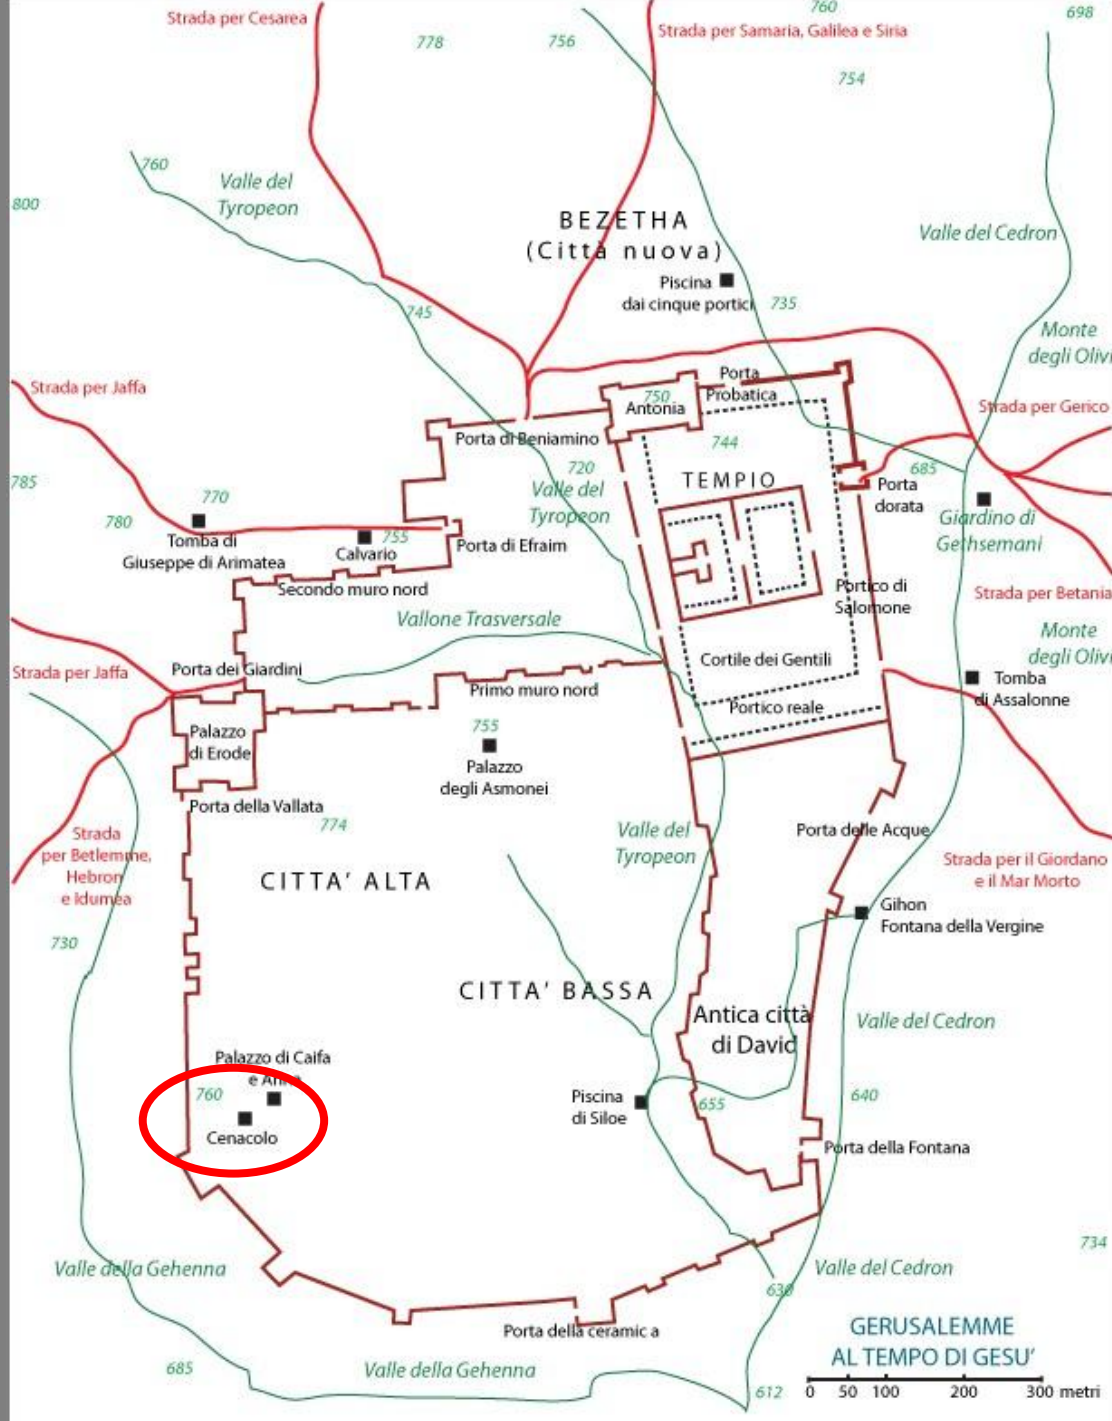 Strada per Cesarea
760
698
Strada per Samaria, Galilea e Siria
778
756
754
760
Valle del
Tyropeon
800
BEZETHA
(Città nuova)
Valle del Cedron
Piscina
dai cinque portici
735
745
Monte
degli Olivi
Strada per Jaffa
Porta
Probatica
750
Antonia
Strada per Gerico
Porta di Beniamino
744
720
685
785
770
TEMPIO
Valle del
Tyropeon
Porta
dorata
780
Giardino di
Gethsemani
Tomba di
Giuseppe di Arimatea
755
Calvario
Porta di Efraim
Secondo muro nord
Portico di
Salomone
Strada per Betania
Vallone Trasversale
Monte
degli Olivi
Strada per Jaffa
Porta dei Giardini
Cortile dei Gentili
Tomba
di Assalonne
Primo muro nord
Portico reale
Palazzo
di Erode
755
Palazzo
degli Asmonei
Porta della Vallata
774
Strada
per Betlemme,
Hebron
e Idumea
Valle del
Tyropeon
Porta delle Acque
Strada per il Giordano
e il Mar Morto
CITTA' ALTA
Gihon
Fontana della Vergine
730
CITTA' BASSA
Antica città
di David
Valle del Cedron
Palazzo di Caifa
e Anna
760
Cenacolo
Piscina
di Siloe
655
640
Porta della Fontana
734
Valle della Gehenna
Valle del Cedron
630
Porta della ceramic a
GERUSALEMME
AL TEMPO DI GESU'
685
Valle della Gehenna
612
0 50 100 200 300 metri